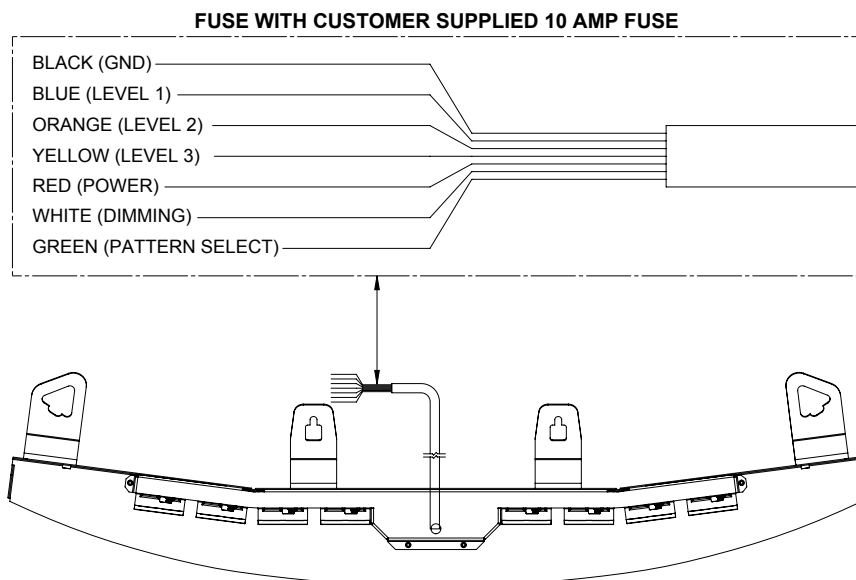 FUSE WITH CUSTOMER SUPPLIED 10 AMP FUSE
BLACK (GND)
BLUE (LEVEL 1)
ORANGE (LEVEL 2)
YELLOW (LEVEL 3)
RED (POWER)
WHITE (DIMMING)
GREEN (PATTERN SELECT)